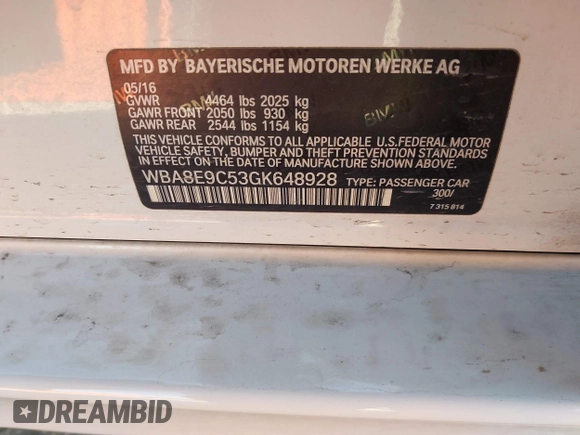 MFD BY BAYERISCHE MOTOREN WERKE AG
05/16
GVWR 4464 lbs 2025 kg
GAWR FRONT 2050 lbs 930 kg
GAWR REAR 2544 lbs 1154 kg
THIS VEHICLE CONFORMS TO ALL APPLICABLE U.S.FEDERAL MOTOR
VEHICLE SAFETY, BUMPER, AND THEFT PREVENTION STANDARDS
IN EFFECT ON THE DATE OF MANUFACTURE SHOWN ABOVE.
WBA8E9C53GK648928 TYPE: PASSENGER CAR
300/
7 315 814
DREAMBID